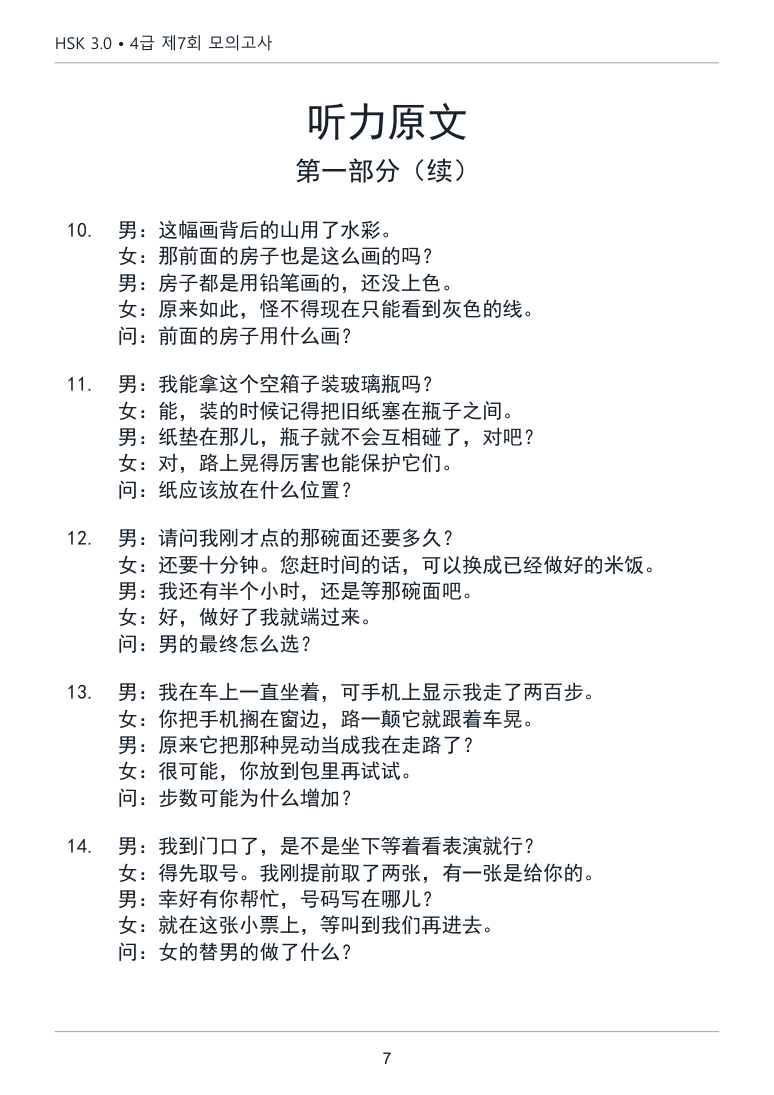 HSK 3.0 • 4급 제7회 모의고사
听力原文
第一部分（续）
10. 男：这幅画背后的山用了水彩。
女：那前面的房子也是这么画的吗？
男：房子都是用铅笔画的，还没上色。
女：原来如此，怪不得现在只能看到灰色的线。
问：前面的房子用什么画？
11. 男：我能拿这个空箱子装玻璃瓶吗？
女：能，装的时候记得把旧纸塞在瓶子之间。
男：纸垫在那儿，瓶子就不会互相碰了，对吧？
女：对，路上晃得厉害也能保护它们。
问：纸应该放在什么位置？
12. 男：请问我刚才点的那碗面还要多久？
女：还要十分钟。您赶时间的话，可以换成已经做好的米饭。
男：我还有半个小时，还是等那碗面吧。
女：好，做好了我就端过来。
问：男的最终怎么选？
13. 男：我在车上一直坐着，可手机上显示我走了两百步。
女：你把手机搁在窗边，路一颠它就跟着车晃。
男：原来它把那种晃动当成我在走路了？
女：很可能，你放到包里再试试。
问：步数可能为什么增加？
14. 男：我到门口了，是不是坐下等着看表演就行？
女：得先取号。我刚提前取了两张，有一张是给你的。
男：幸好有你帮忙，号码写在哪儿？
女：就在这张小票上，等叫到我们再进去。
问：女的替男的做了什么？
7